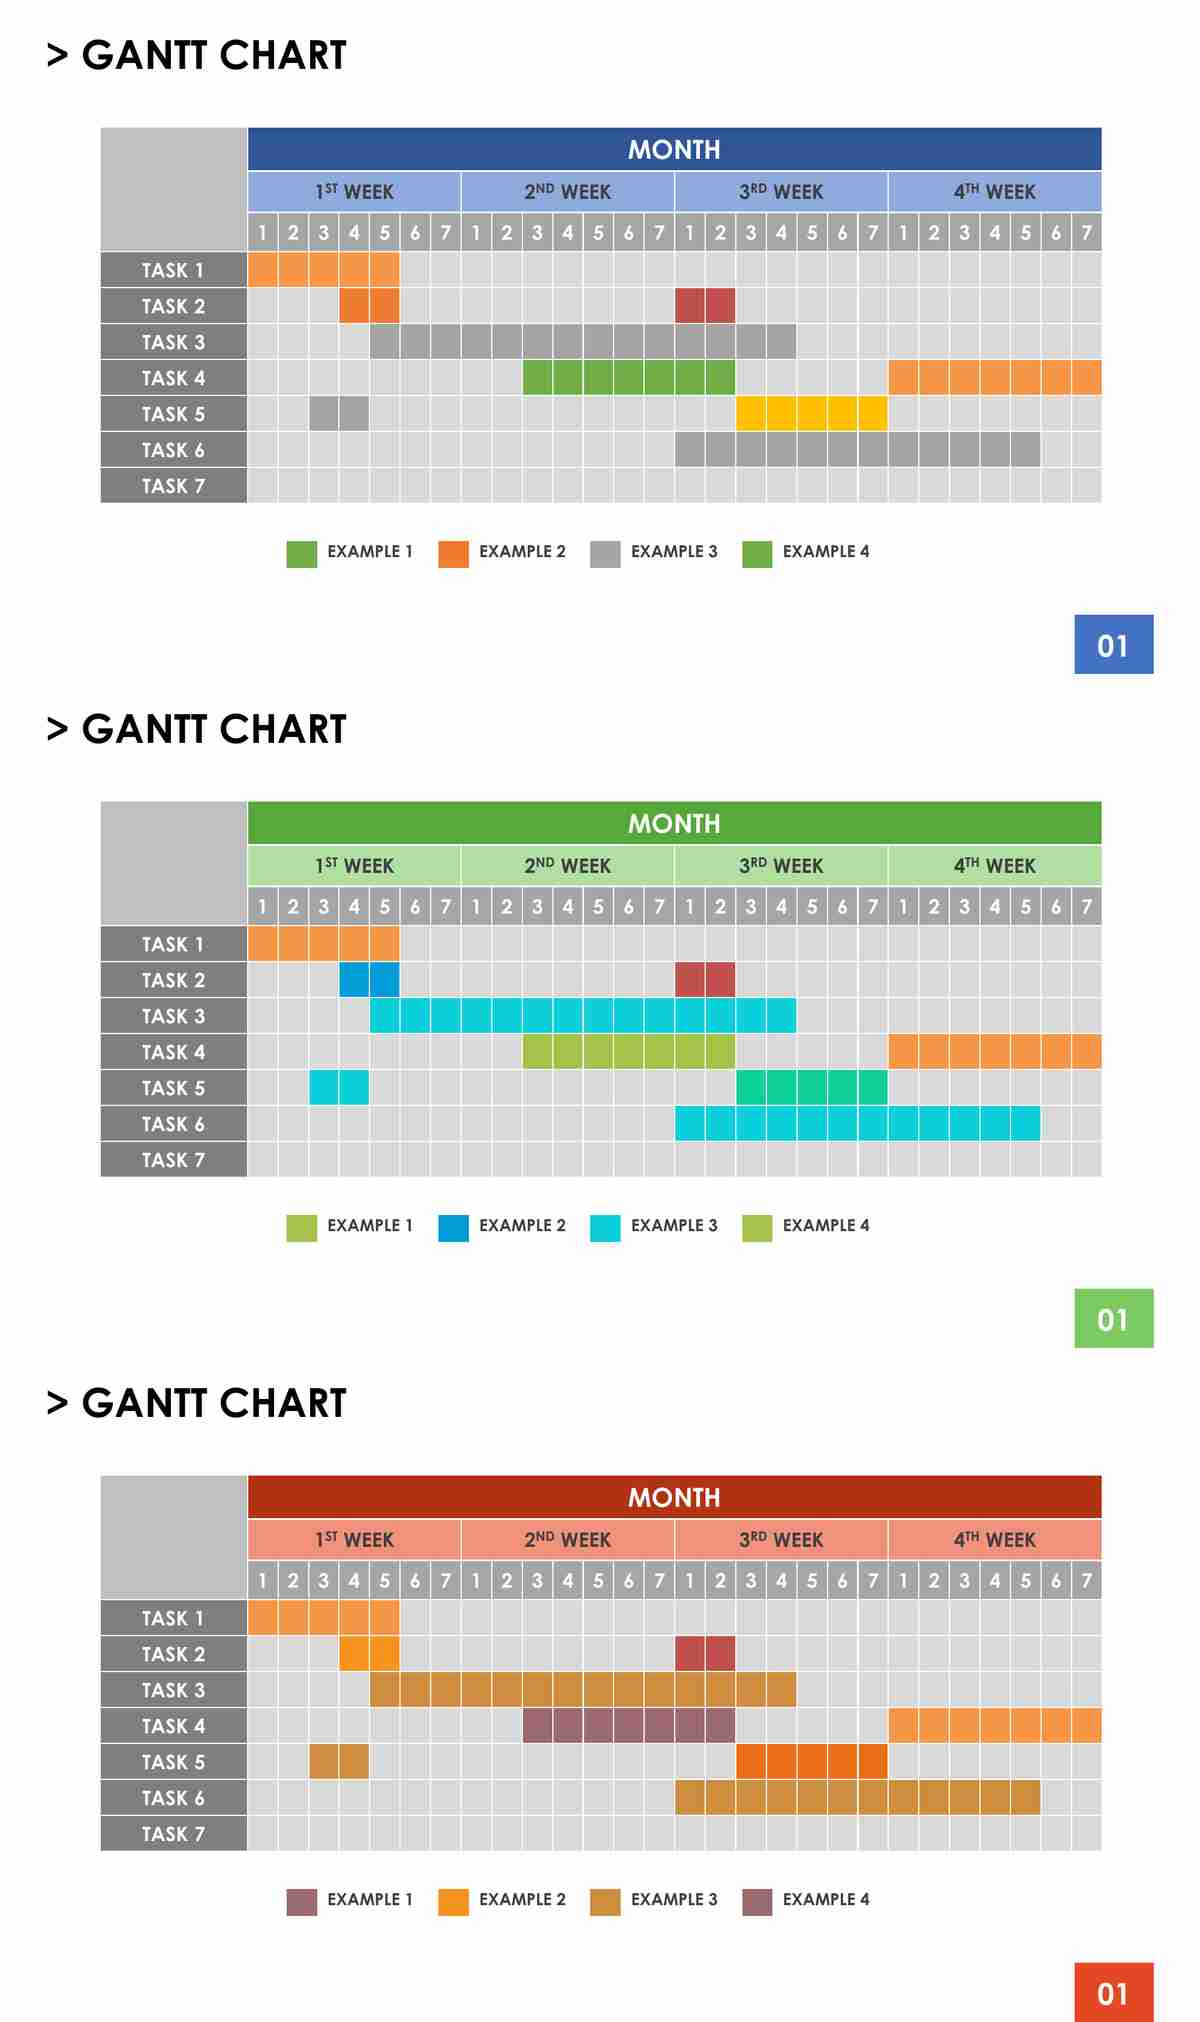 > GANTT CHART
MONTH
1ST WEEK 2ND WEEK 3RD WEEK 4TH WEEK
1 2 3 4 5 6 7 1 2 3 4 5 6 7 1 2 3 4 5 6 7 1 2 3 4 5 6 7
TASK 1
TASK 2
TASK 3
TASK 4
TASK 5
TASK 6
TASK 7
EXAMPLE 1 EXAMPLE 2 EXAMPLE 3 EXAMPLE 4
01
> GANTT CHART
MONTH
1ST WEEK 2ND WEEK 3RD WEEK 4TH WEEK
1 2 3 4 5 6 7 1 2 3 4 5 6 7 1 2 3 4 5 6 7 1 2 3 4 5 6 7
TASK 1
TASK 2
TASK 3
TASK 4
TASK 5
TASK 6
TASK 7
EXAMPLE 1 EXAMPLE 2 EXAMPLE 3 EXAMPLE 4
01
> GANTT CHART
MONTH
1ST WEEK 2ND WEEK 3RD WEEK 4TH WEEK
1 2 3 4 5 6 7 1 2 3 4 5 6 7 1 2 3 4 5 6 7 1 2 3 4 5 6 7
TASK 1
TASK 2
TASK 3
TASK 4
TASK 5
TASK 6
TASK 7
EXAMPLE 1 EXAMPLE 2 EXAMPLE 3 EXAMPLE 4
01